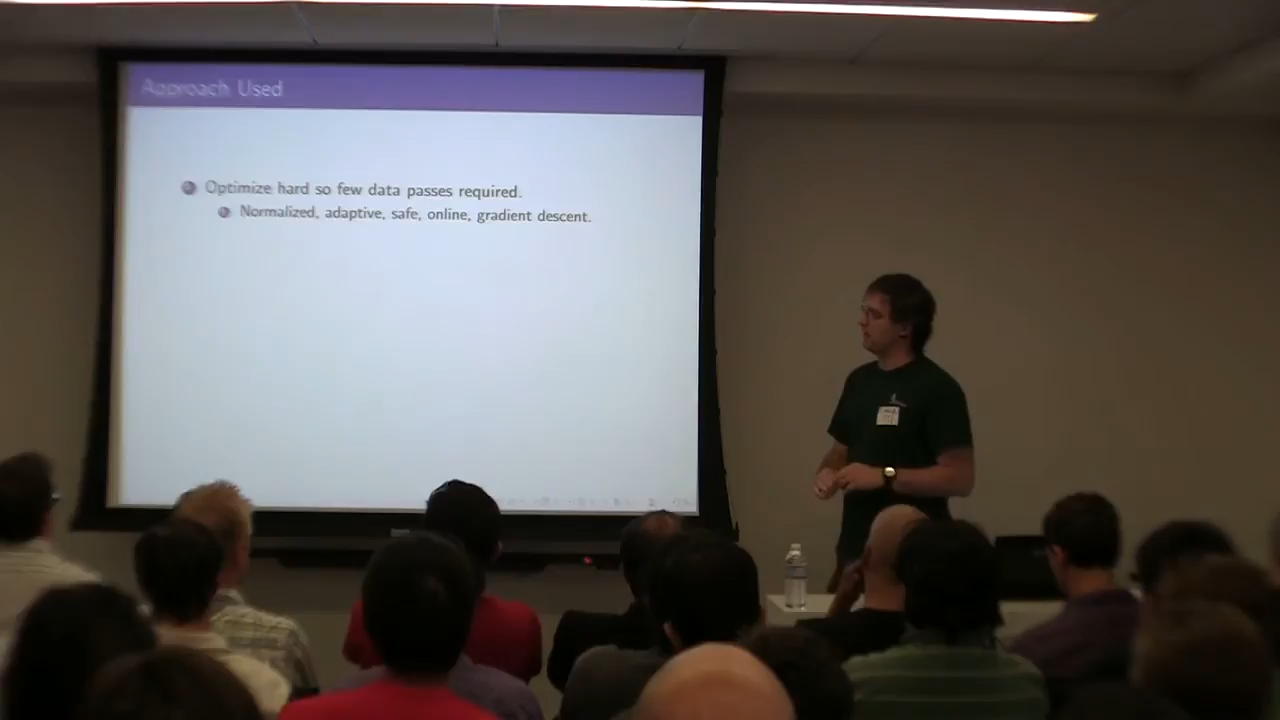 Approach Used
Optimize hard so few data passes required.
Normalized, adaptive, safe, online, gradient descent.